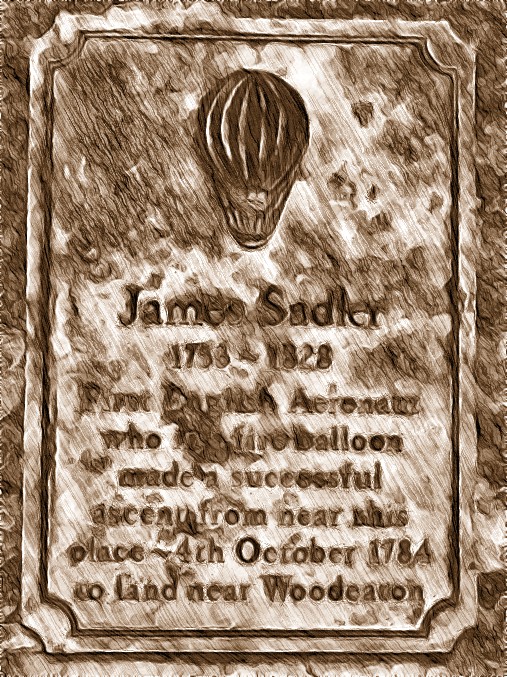 James Sadler
1753 ~ 1828
First English Aeronaut
who fire balloon
made a successful
ascent from near this
place ~ 4th October 1784
to land near Woodeaton